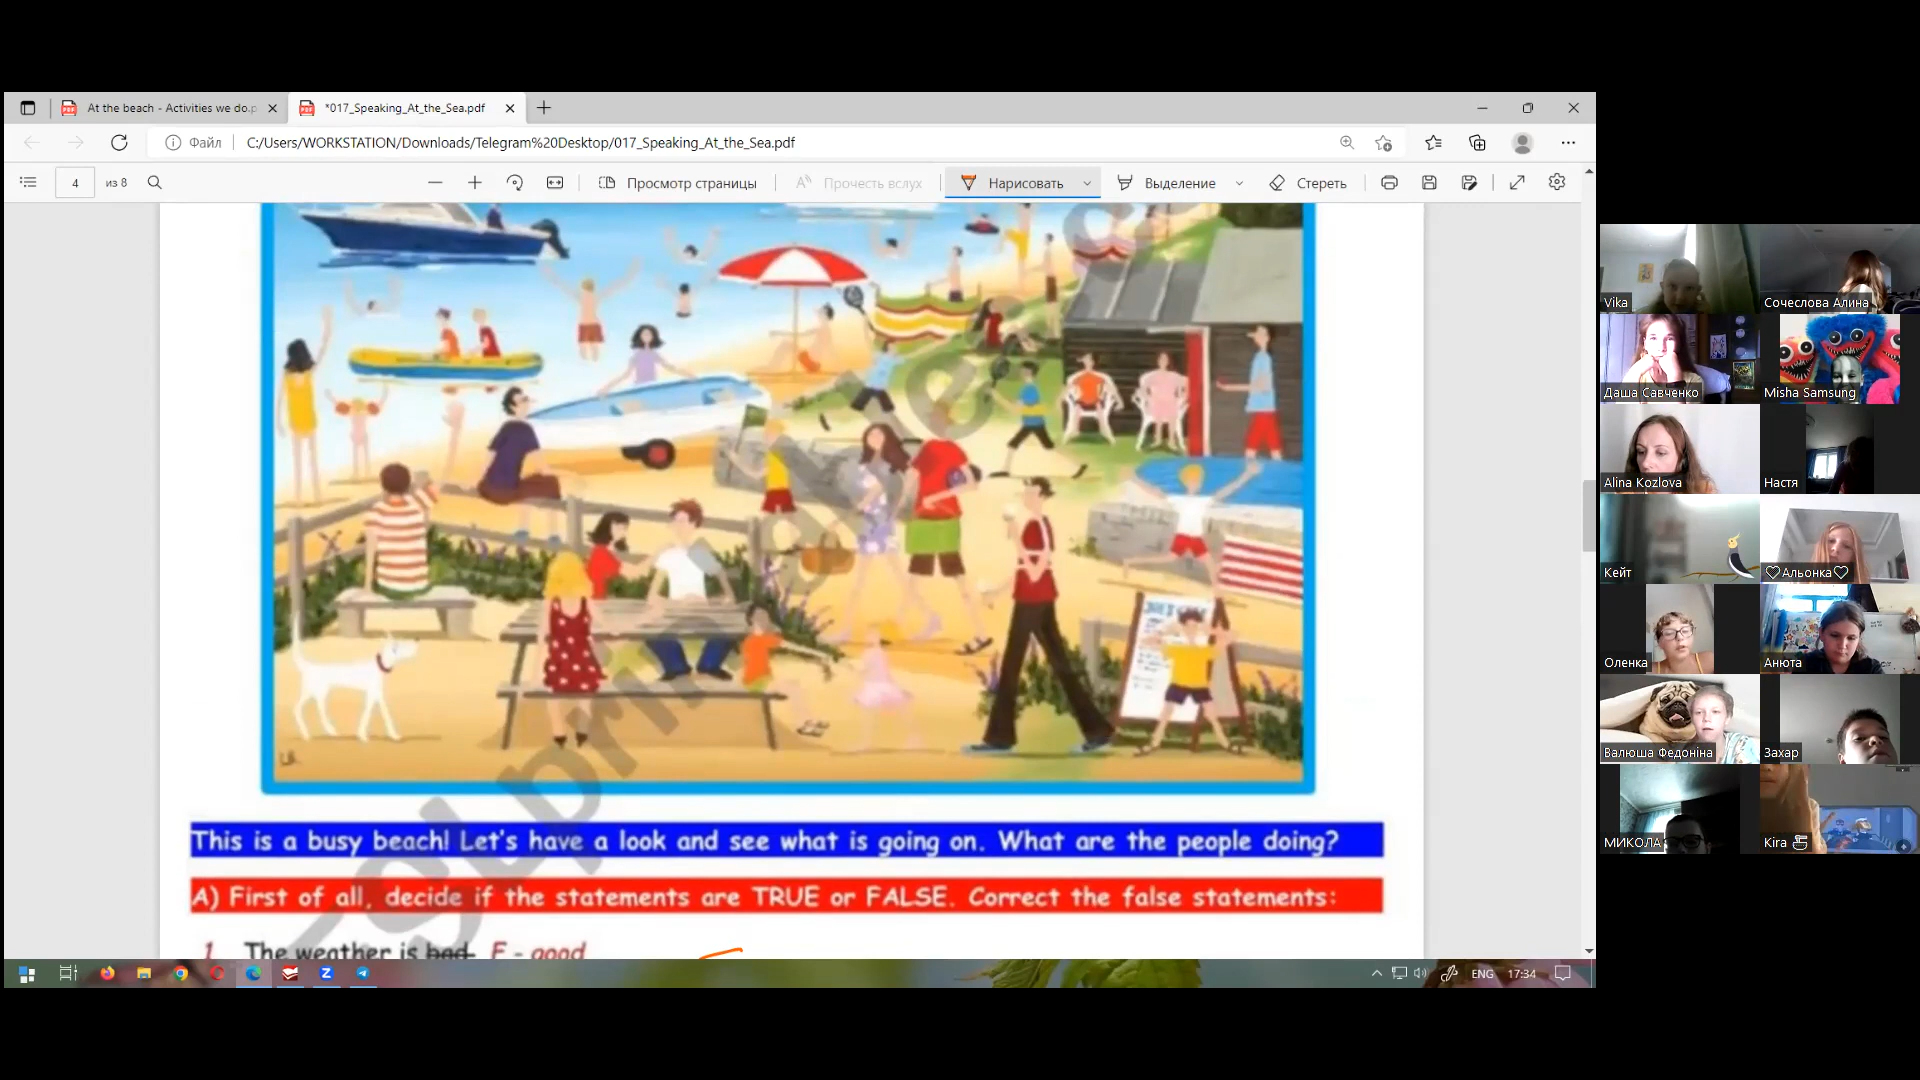 At the beach - Activities we do.p
*017_Speaking_At_the_Sea.pdf
Файл
C:/Users/WORKSTATION/Downloads/Telegram%20Desktop/017_Speaking_At_the_Sea.pdf
4 из 8
Просмотр страницы
Прочесть вслух
Нарисовать
Выделение
Стереть
This is a busy beach! Let's have a look and see what is going on. What are the people doing?
A) First of all, decide if the statements are TRUE or FALSE. Correct the false statements:
1 The weather is bad F - good
ENG 17:34
Vika
Сочеслова Алина
Даша Савченко
Misha Samsung
Alina Kozlova
Настя
Кейт
♡Альонка♡
Оленка
Анюта
Валюша Федоніна
Захар
МИКОЛА
Kira